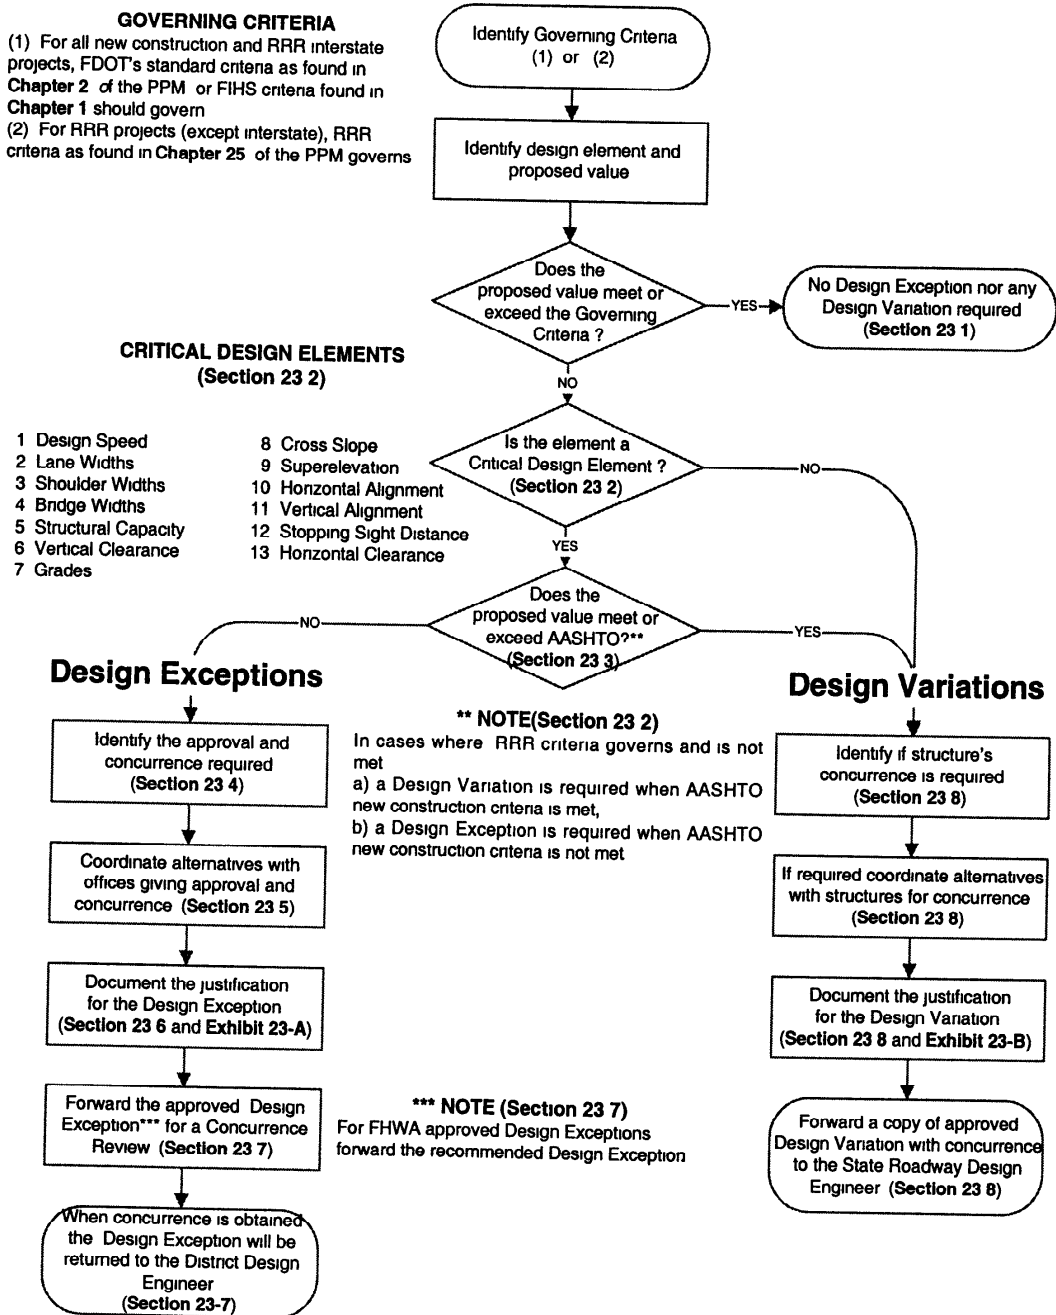 GOVERNING CRITERIA
(1) For all new construction and RRR interstate
projects, FDOT's standard criteria as found in
Chapter 2 of the PPM or FIHS criteria found in
Chapter 1 should govern
(2) For RRR projects (except interstate), RRR
criteria as found in Chapter 25 of the PPM governs
Identify Governing Criteria
(1) or (2)
Identify design element and
proposed value
Does the
proposed value meet or
exceed the Governing
Criteria ?
YES
No Design Exception nor any
Design Variation required
(Section 23 1)
NO
CRITICAL DESIGN ELEMENTS
(Section 23 2)
1 Design Speed
2 Lane Widths
3 Shoulder Widths
4 Bridge Widths
5 Structural Capacity
6 Vertical Clearance
7 Grades
8 Cross Slope
9 Superelevation
10 Horizontal Alignment
11 Vertical Alignment
12 Stopping Sight Distance
13 Horizontal Clearance
Is the element a
Critical Design Element ?
(Section 23 2)
NO
YES
Does the
proposed value meet or
exceed AASHTO?**
(Section 23 3)
NO
YES
Design Exceptions
Identify the approval and
concurrence required
(Section 23 4)
Coordinate alternatives with
offices giving approval and
concurrence (Section 23 5)
Document the justification
for the Design Exception
(Section 23 6 and Exhibit 23-A)
Forward the approved Design
Exception*** for a Concurrence
Review (Section 23 7)
When concurrence is obtained
the Design Exception will be
returned to the District Design
Engineer
(Section 23-7)
** NOTE(Section 23 2)
In cases where RRR criteria governs and is not
met
a) a Design Variation is required when AASHTO
new construction criteria is met,
b) a Design Exception is required when AASHTO
new construction criteria is not met
*** NOTE (Section 23 7)
For FHWA approved Design Exceptions
forward the recommended Design Exception
Design Variations
Identify if structure's
concurrence is required
(Section 23 8)
If required coordinate alternatives
with structures for concurrence
(Section 23 8)
Document the justification
for the Design Variation
(Section 23 8 and Exhibit 23-B)
Forward a copy of approved
Design Variation with concurrence
to the State Roadway Design
Engineer (Section 23 8)